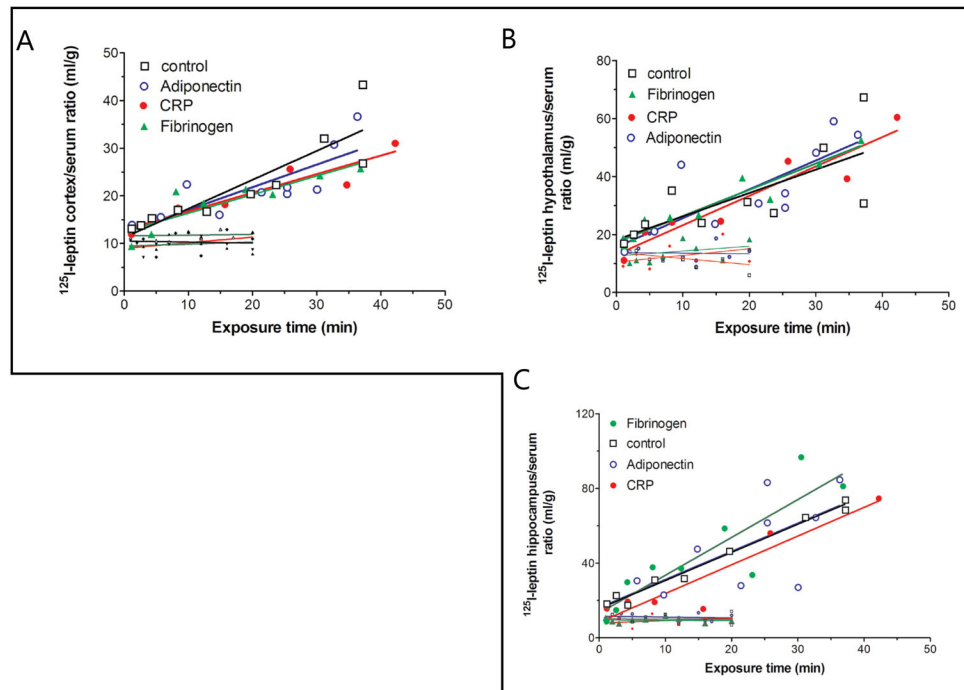 A
¹²⁵I-leptin cortex/serum ratio (ml/g)
50
40
30
20
10
0
control
Adiponectin
CRP
Fibrinogen
0 10 20 30 40 50
Exposure time (min)
B
¹²⁵I-leptin hypothalamus/serum
ratio (ml/g)
80
60
40
20
0
control
Fibrinogen
CRP
Adiponectin
0 10 20 30 40 50
Exposure time (min)
C
¹²⁵I-leptin hippocampus/serum
ratio (ml/g)
120
80
40
0
Fibrinogen
control
Adiponectin
CRP
0 10 20 30 40 50
Exposure time (min)